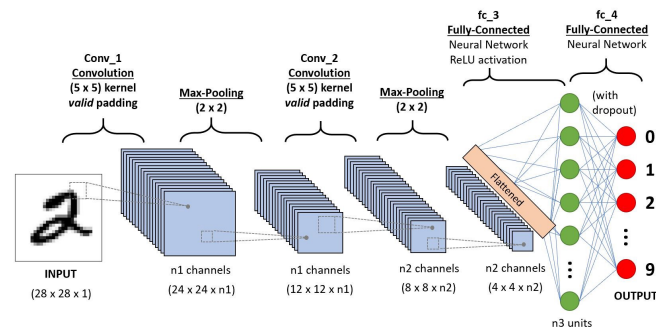 fc_3
Fully-Connected
Neural Network
ReLU activation
fc_4
Fully-Connected
Neural Network
Conv_1
Convolution
(5 x 5) kernel
valid padding
Max-Pooling
(2 x 2)
Conv_2
Convolution
(5 x 5) kernel
valid padding
Max-Pooling
(2 x 2)
(with
dropout)
Flattened
0
1
2
9
2
INPUT
(28 x 28 x 1)
n1 channels
(24 x 24 x n1)
n1 channels
(12 x 12 x n1)
n2 channels
(8 x 8 x n2)
n2 channels
(4 x 4 x n2)
OUTPUT
n3 units